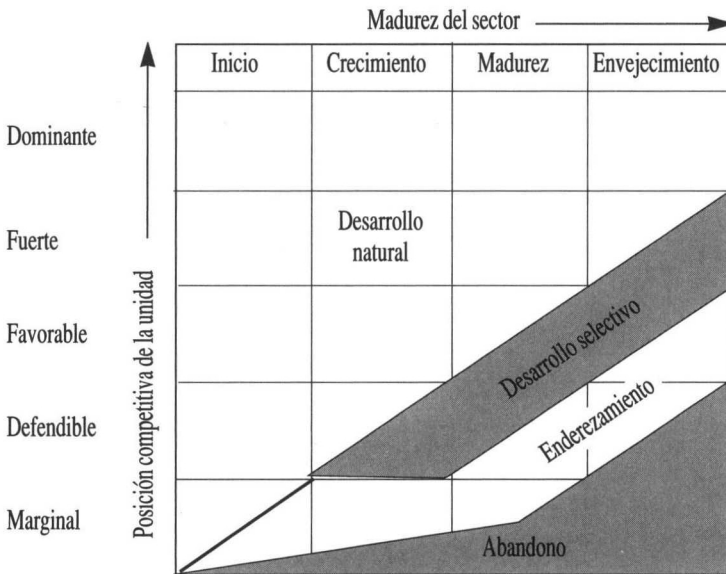 Madurez del sector
Inicio Crecimiento Madurez Envejecimiento
Dominante
Fuerte
Favorable
Defendible
Marginal
Posición competitiva de la unidad
Desarrollo
natural
Desarrollo selectivo
Enderezamiento
Abandono